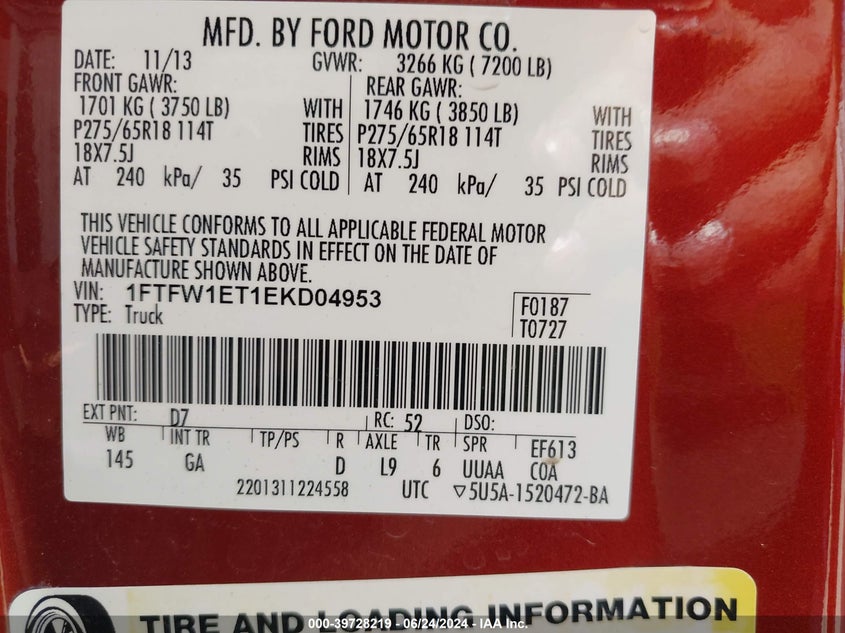 MFD. BY FORD MOTOR CO.
DATE: 11/13 GVWR: 3266 KG ( 7200 LB)
FRONT GAWR: REAR GAWR:
1701 KG ( 3750 LB) WITH 1746 KG ( 3850 LB) WITH
P275/65R18 114T TIRES P275/65R18 114T TIRES
18X7.5J RIMS 18X7.5J RIMS
AT 240 kPa/ 35 PSI COLD AT 240 kPa/ 35 PSI COLD
THIS VEHICLE CONFORMS TO ALL APPLICABLE FEDERAL MOTOR
VEHICLE SAFETY STANDARDS IN EFFECT ON THE DATE OF
MANUFACTURE SHOWN ABOVE.
VIN: 1FTFW1ET1EKD04953 F0187
TYPE: Truck T0727
EXT PNT: D7 RC: 52 DSO:
WB INT TR TP/PS R AXLE TR SPR EF613
145 GA D L9 6 UUAA COA
2201311224558 UTC ▽5U5A-1520472-BA
TIRE AND LOADING INFORMATION
000-39728219 - 06/24/2024 - IAA Inc.